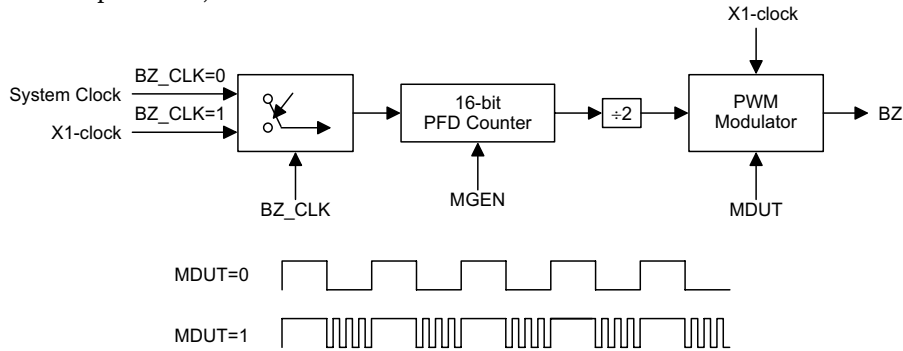 X1-clock
System Clock
BZ_CLK=0
BZ_CLK=1
X1-clock
16-bit
PFD Counter
÷2
PWM
Modulator
BZ
BZ_CLK
MGEN
MDUT
MDUT=0
MDUT=1